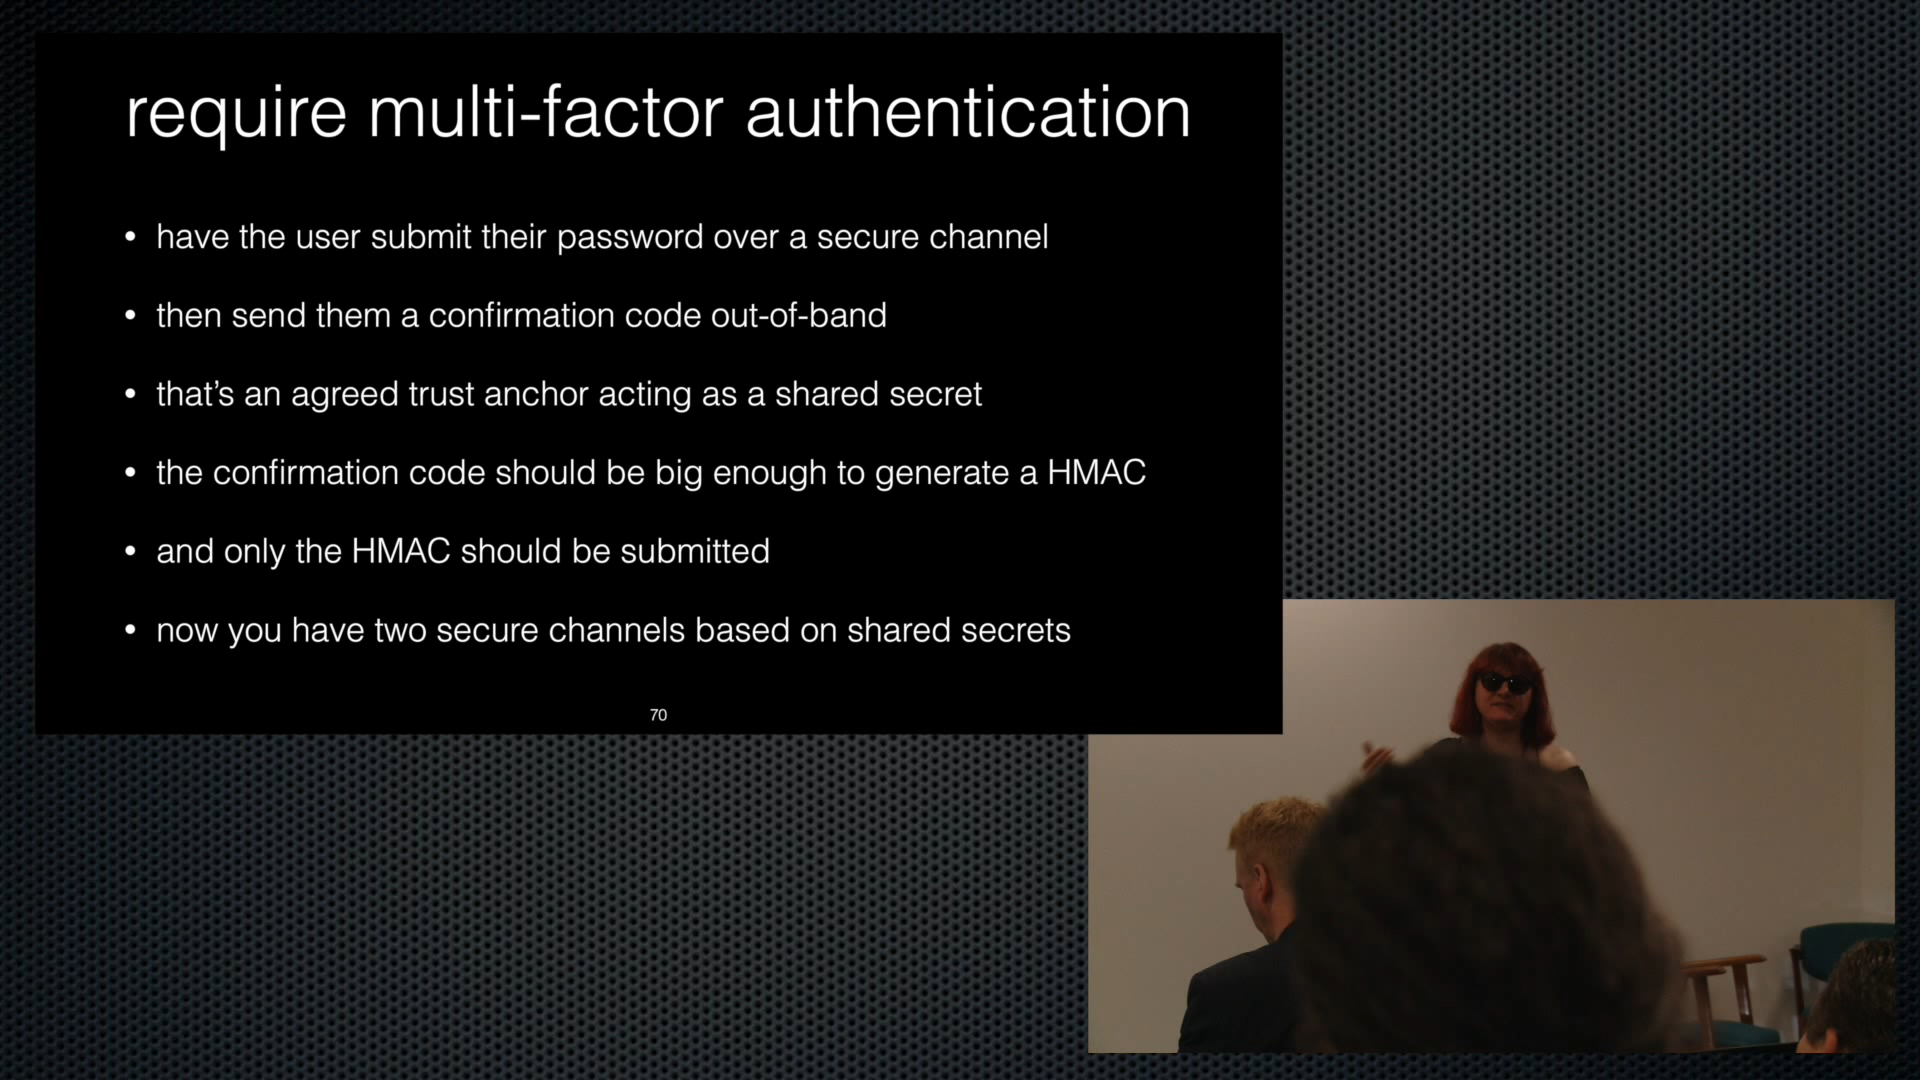 require multi-factor authentication
• have the user submit their password over a secure channel
• then send them a confirmation code out-of-band
• that’s an agreed trust anchor acting as a shared secret
• the confirmation code should be big enough to generate a HMAC
• and only the HMAC should be submitted
• now you have two secure channels based on shared secrets
70